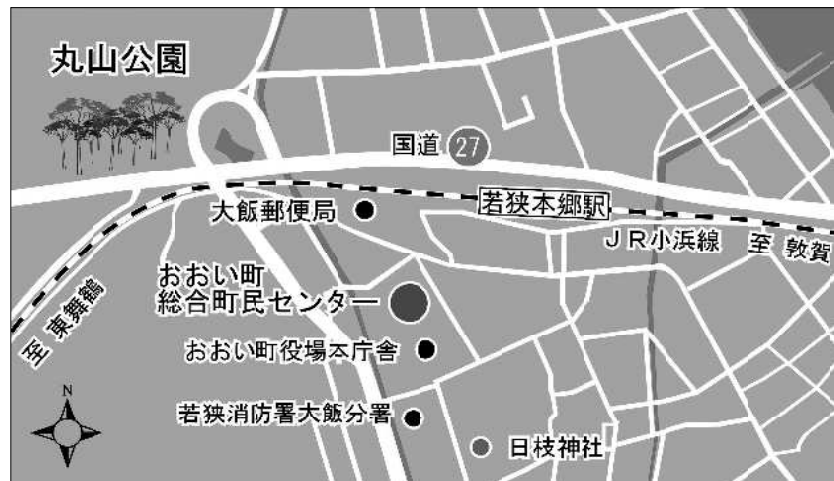 丸山公園
国道 27
大飯郵便局
若狭本郷駅
JR小浜線 至 敦賀
おおい町
総合町民センター
至 東舞鶴
おおい町役場本庁舎
若狭消防署大飯分署
日枝神社
N